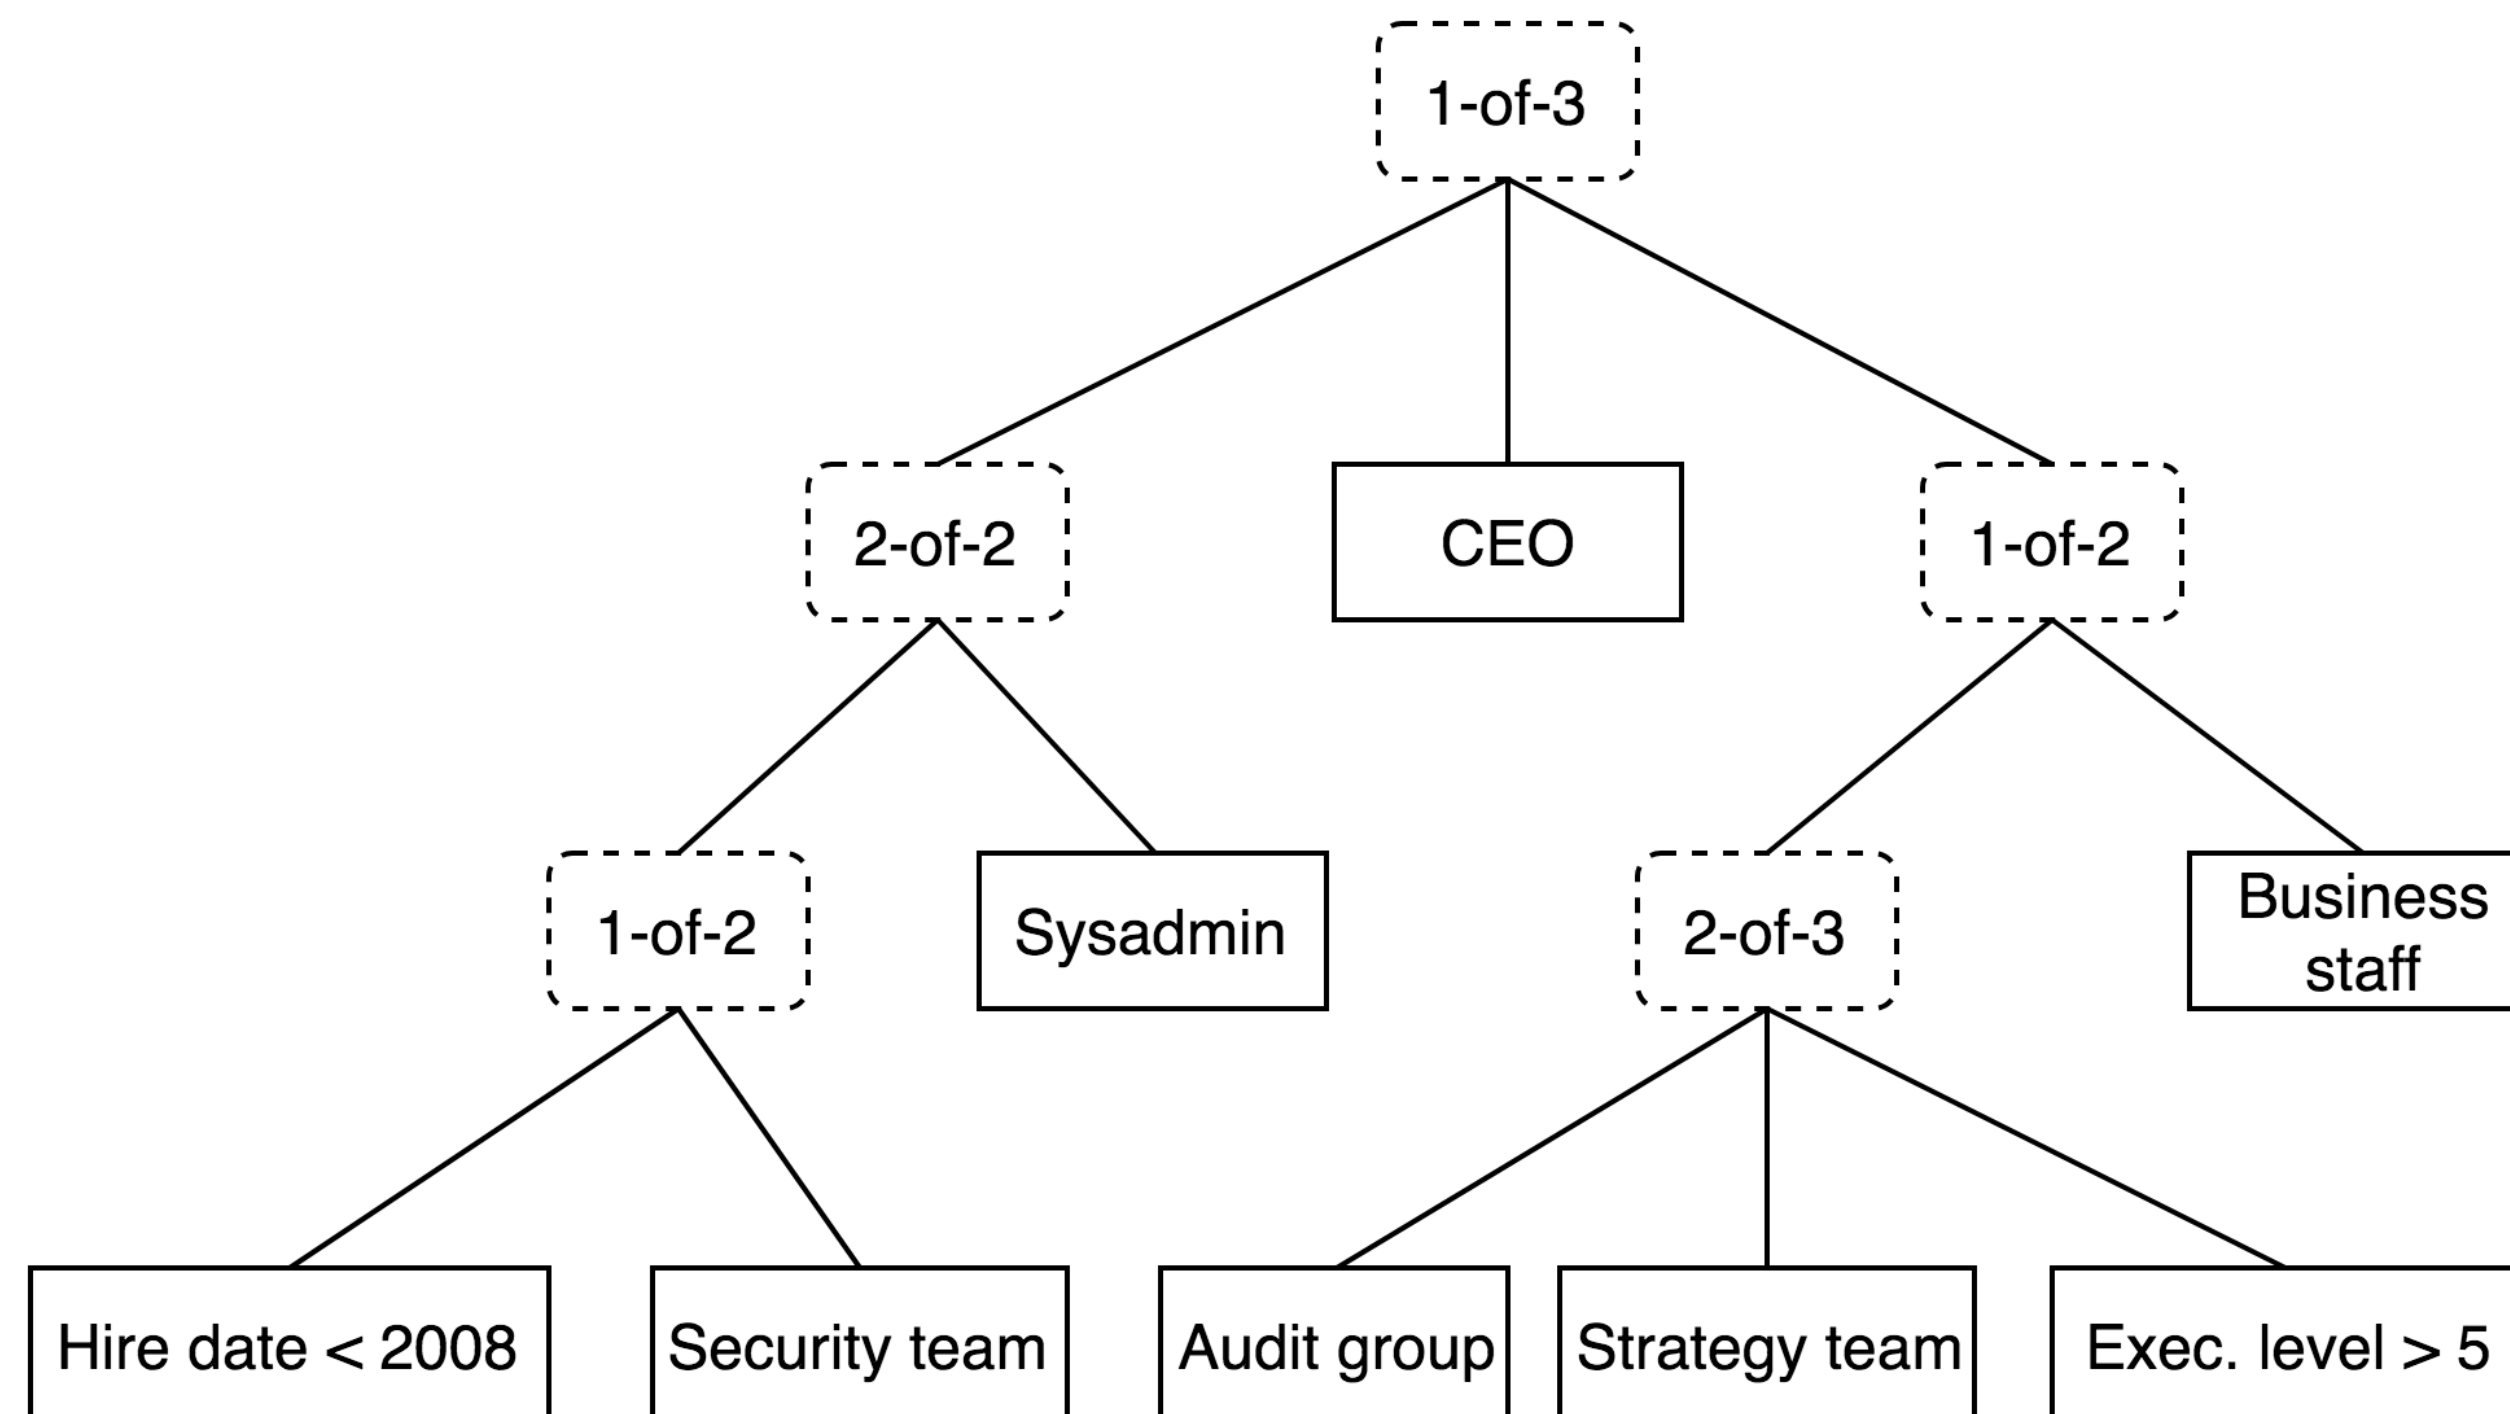 1-of-3
2-of-2
CEO
1-of-2
1-of-2
Sysadmin
2-of-3
Business
staff
Hire date < 2008
Security team
Audit group
Strategy team
Exec. level > 5